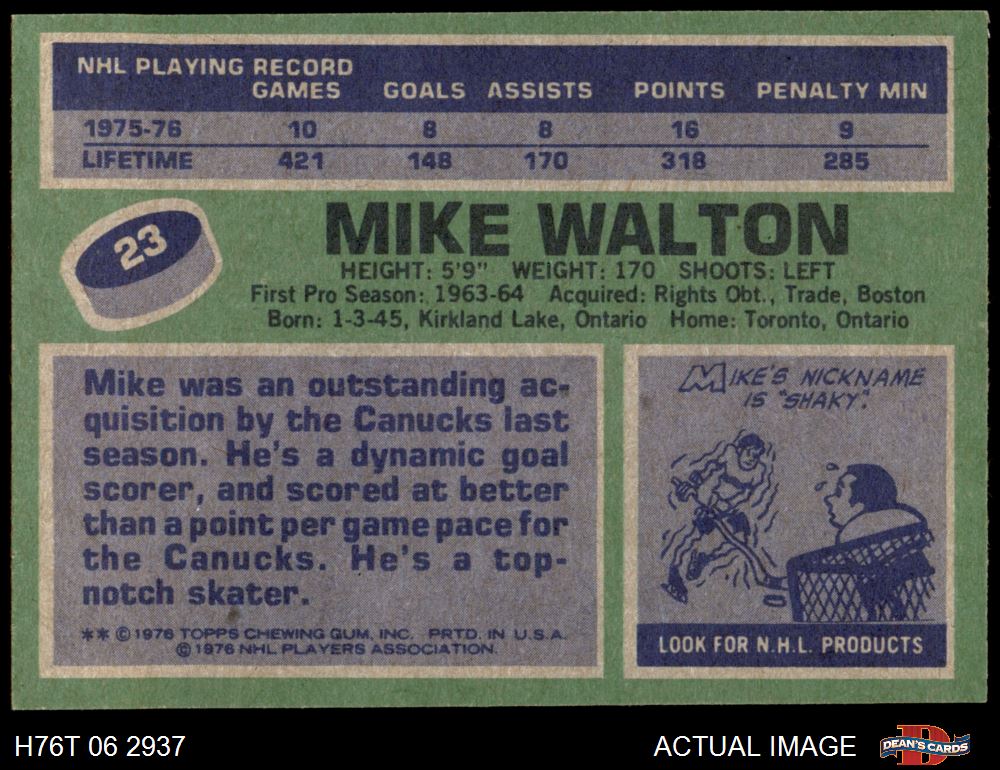 NHL PLAYING RECORD
GAMES GOALS ASSISTS POINTS PENALTY MIN
1975-76 10 8 8 16 9
LIFETIME 421 148 170 318 285
23
MIKE WALTON
HEIGHT: 5'9" WEIGHT: 170 SHOOTS: LEFT
First Pro Season: 1963-64 Acquired: Rights Obt., Trade, Boston
Born: 1-3-45, Kirkland Lake, Ontario Home: Toronto, Ontario
Mike was an outstanding ac-
quisition by the Canucks last
season. He's a dynamic goal
scorer, and scored at better
than a point per game pace for
the Canucks. He's a top-
notch skater.
** © 1976 TOPPS CHEWING GUM, INC. PRTD. IN U.S.A.
© 1976 NHL PLAYERS ASSOCIATION.
MIKE'S NICKNAME
IS "SHAKY".
LOOK FOR N.H.L. PRODUCTS
H76T 06 2937
ACTUAL IMAGE
D
DEAN'S CARDS